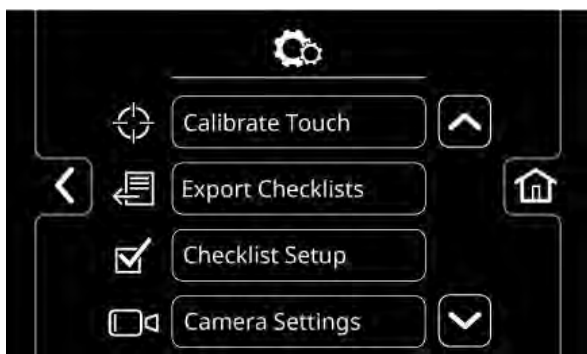 Calibrate Touch
Export Checklists
Checklist Setup
Camera Settings